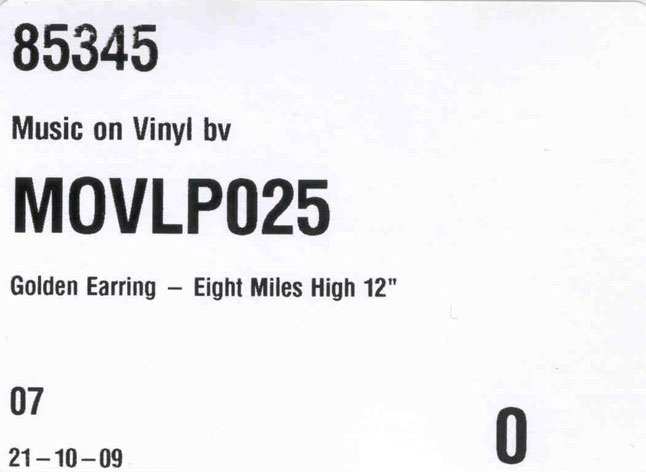 85345
Music on Vinyl bv
MOVLP025
Golden Earring – Eight Miles High 12"
07
0
21–10–09